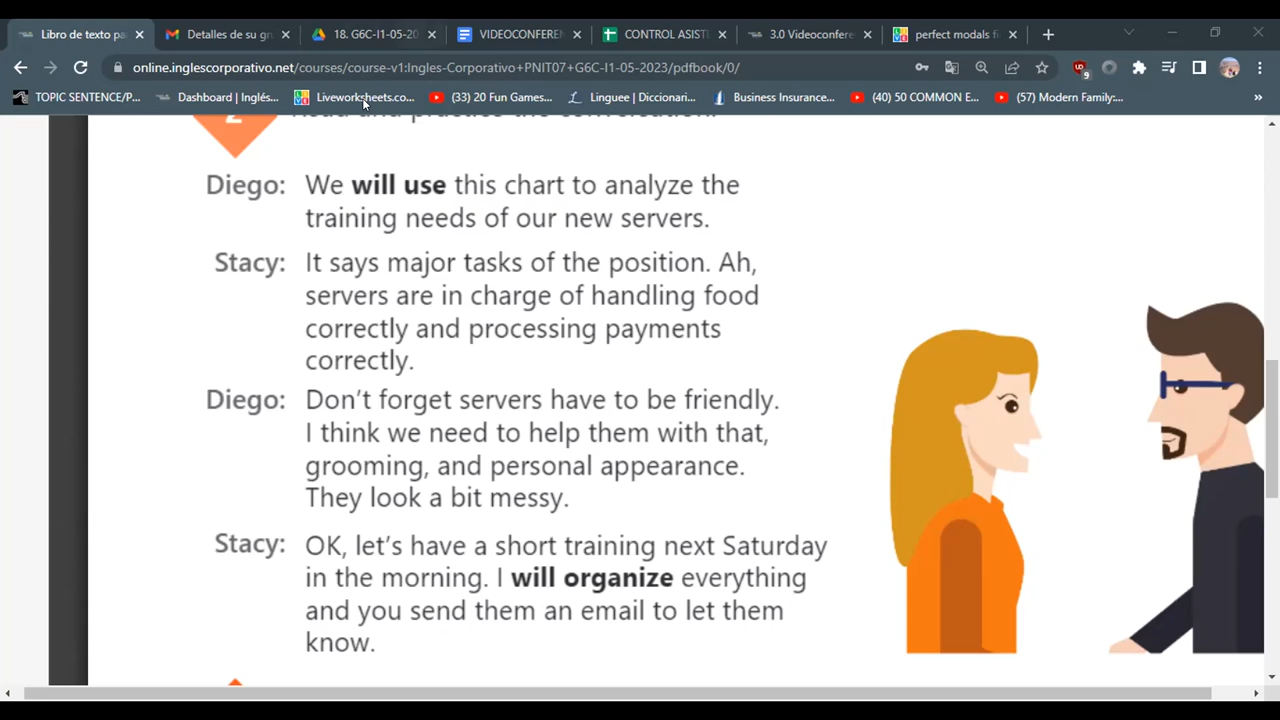 Libro de texto pa
Detalles de su gr
18. G6C-I1-05-20
VIDEOCONFEREN
CONTROL ASIST
3.0 Videoconfere
perfect modals f
online.inglescorporativo.net/courses/course-v1:Ingles-Corporativo+PNIT07+G6C-I1-05-2023/pdfbook/0/
9
TOPIC SENTENCE/P...
Dashboard | Inglés...
Liveworksheets.co...
(33) 20 Fun Games...
Linguee | Diccionari...
Business Insurance...
(40) 50 COMMON E...
(57) Modern Family:...
»
2
Read and practice the conversation.
Diego: We will use this chart to analyze the
training needs of our new servers.
Stacy: It says major tasks of the position. Ah,
servers are in charge of handling food
correctly and processing payments
correctly.
Diego: Don't forget servers have to be friendly.
I think we need to help them with that,
grooming, and personal appearance.
They look a bit messy.
Stacy: OK, let's have a short training next Saturday
in the morning. I will organize everything
and you send them an email to let them
know.